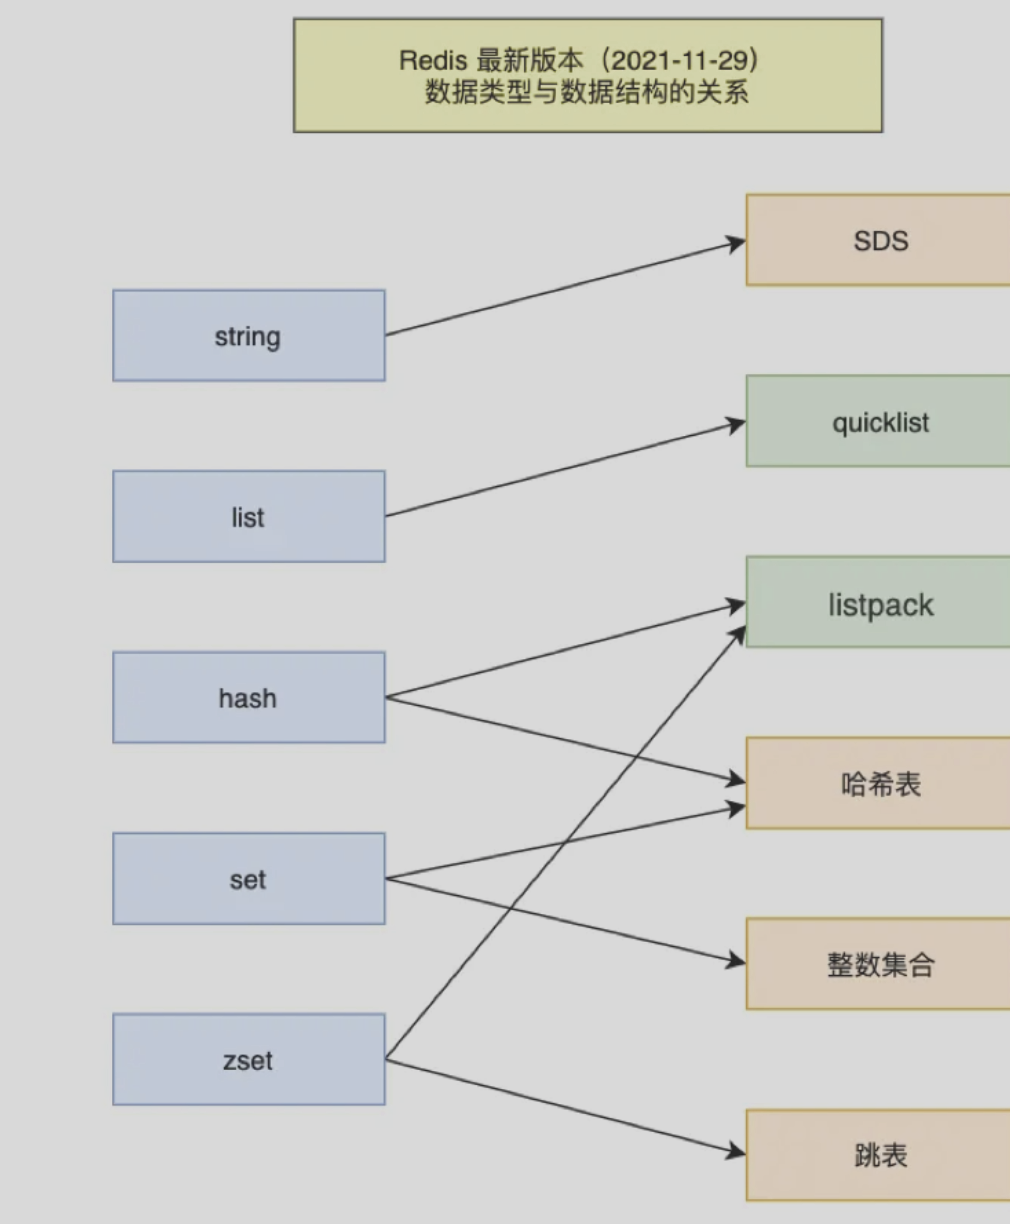 Redis 最新版本（2021-11-29）
数据类型与数据结构的关系
SDS
string
quicklist
list
listpack
hash
哈希表
set
整数集合
zset
跳表